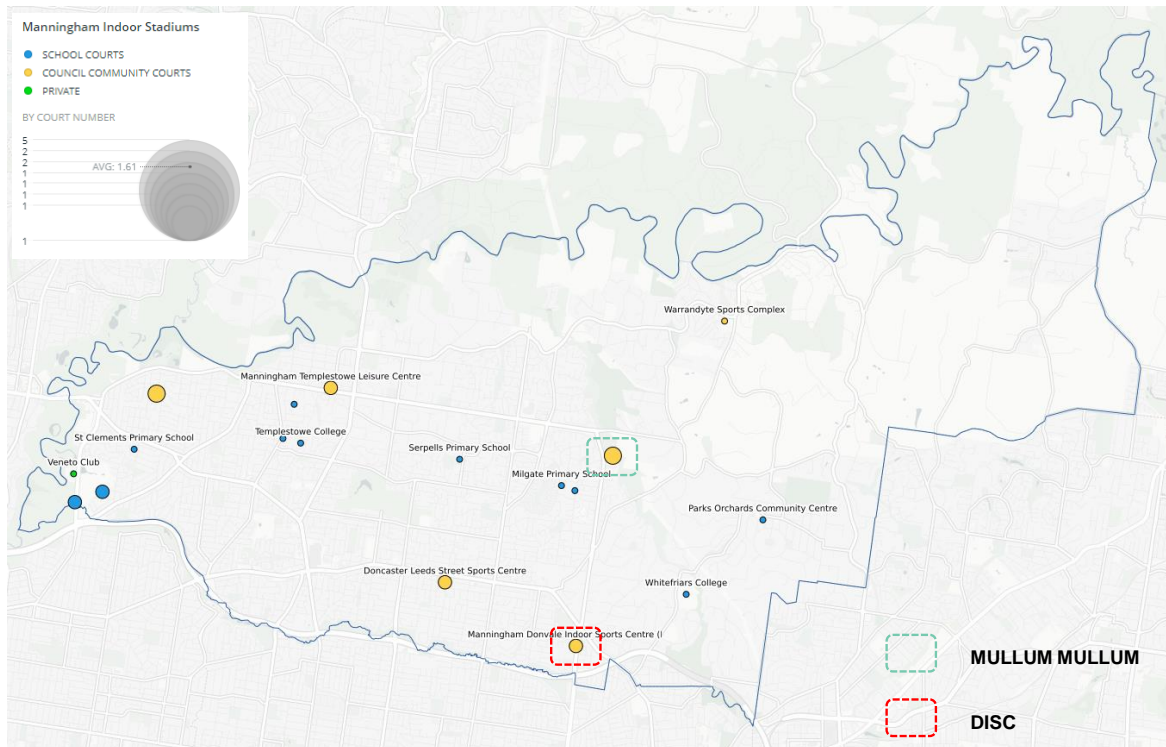 Manningham Indoor Stadiums
SCHOOL COURTS
COUNCIL COMMUNITY COURTS
PRIVATE
BY COURT NUMBER
5
2
2
AVG: 1.61
1
1
1
1
1
Warrandyte Sports Complex
Manningham Templestowe Leisure Centre
Templestowe College
St Clements Primary School
Serpells Primary School
Veneto Club
Milgate Primary School
Parks Orchards Community Centre
Doncaster Leeds Street Sports Centre
Whitefriars College
Manningham Donvale Indoor Sports Centre (I
MULLUM MULLUM
DISC